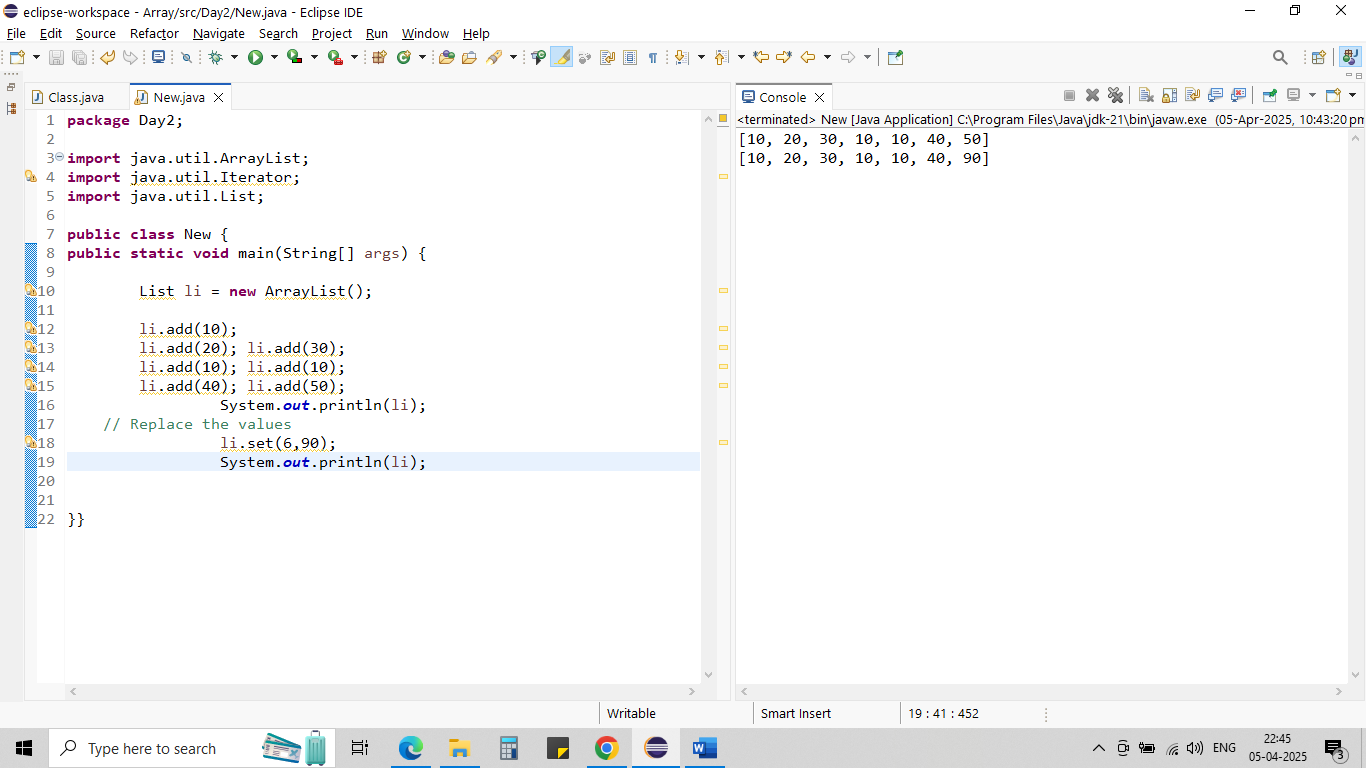 eclipse-workspace - Array/src/Day2/New.java - Eclipse IDE
File Edit Source Refactor Navigate Search Project Run Window Help
Class.java New.java
1 package Day2;
2
3 import java.util.ArrayList;
4 import java.util.Iterator;
5 import java.util.List;
6
7 public class New {
8 public static void main(String[] args) {
9
10 List li = new ArrayList();
11
12 li.add(10);
13 li.add(20); li.add(30);
14 li.add(10); li.add(10);
15 li.add(40); li.add(50);
16 System.out.println(li);
17 // Replace the values
18 li.set(6,90);
19 System.out.println(li);
20
21
22 }}
Console
<terminated> New [Java Application] C:\Program Files\Java\jdk-21\bin\javaw.exe (05-Apr-2025, 10:43:20 pm
[10, 20, 30, 10, 10, 40, 50]
[10, 20, 30, 10, 10, 40, 90]
Writable Smart Insert 19 : 41 : 452
Type here to search
ENG
22:45
05-04-2025
3